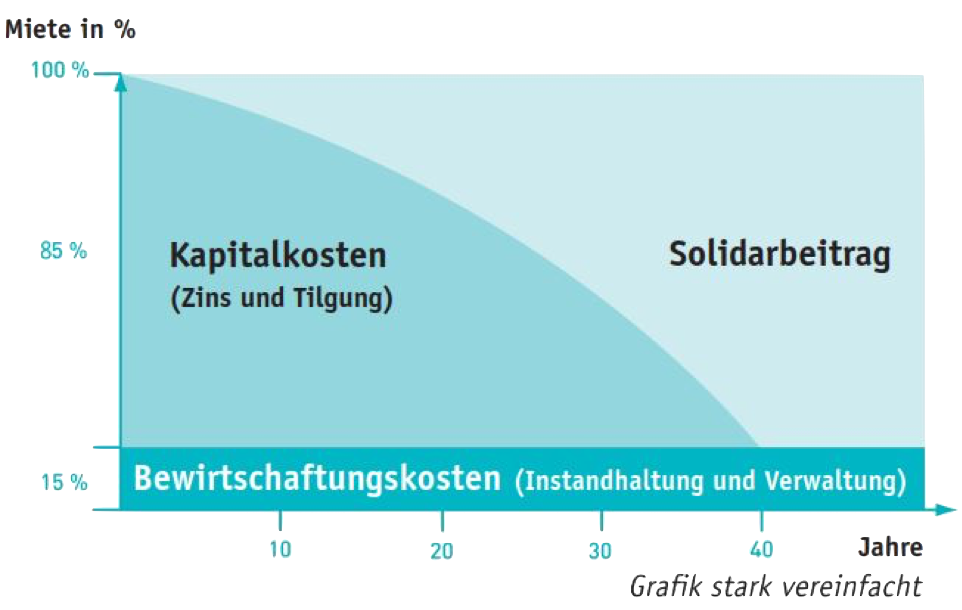 Miete in %
100 %
85 %
Kapitalkosten
(Zins und Tilgung)
Solidarbeitrag
15 %
Bewirtschaftungskosten (Instandhaltung und Verwaltung)
10 20 30 40 Jahre
Grafik stark vereinfacht